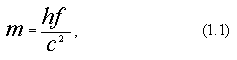 m = hf / c², (1.1)